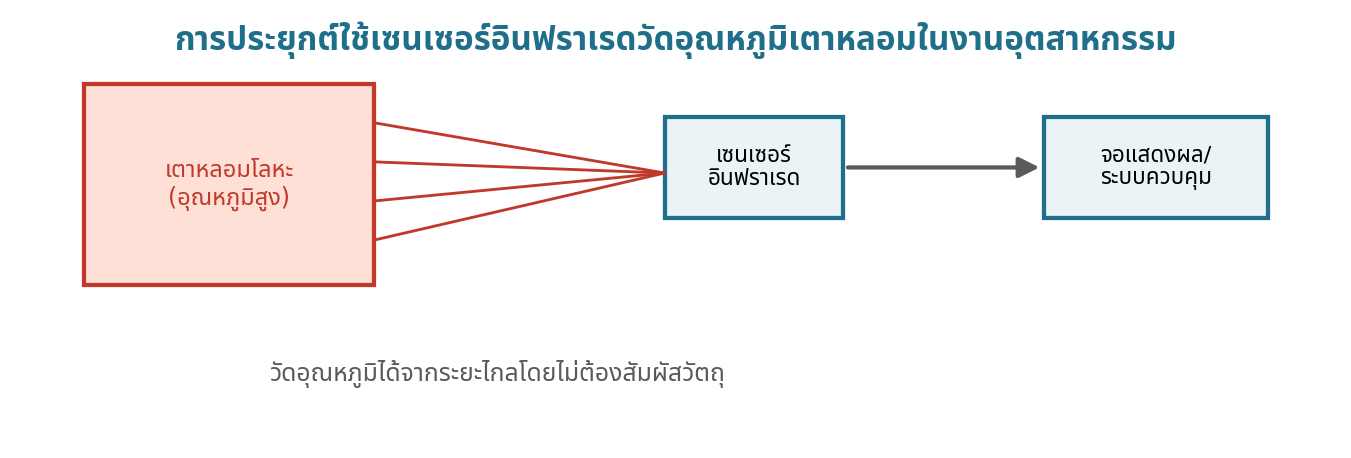 การประยุกต์ใช้เซนเซอร์อินฟราเรดวัดอุณหภูมิเตาหลอมในงานอุตสาหกรรม
เตาหลอมโลหะ
(อุณหภูมิสูง)
เซนเซอร์
อินฟราเรด
จอแสดงผล/
ระบบควบคุม
วัดอุณหภูมิได้จากระยะไกลโดยไม่ต้องสัมผัสวัตถุ